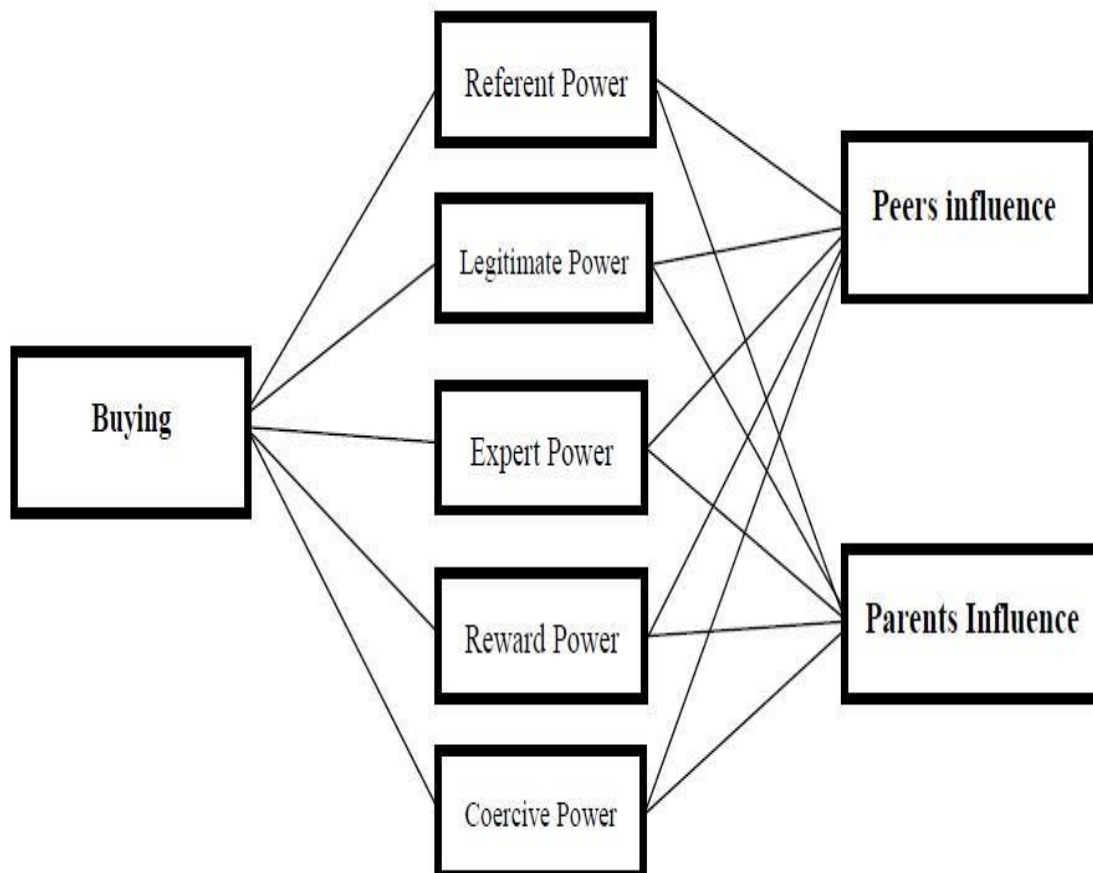 Referent Power
Peers influence
Legitimate Power
Buying
Expert Power
Parents Influence
Reward Power
Coercive Power